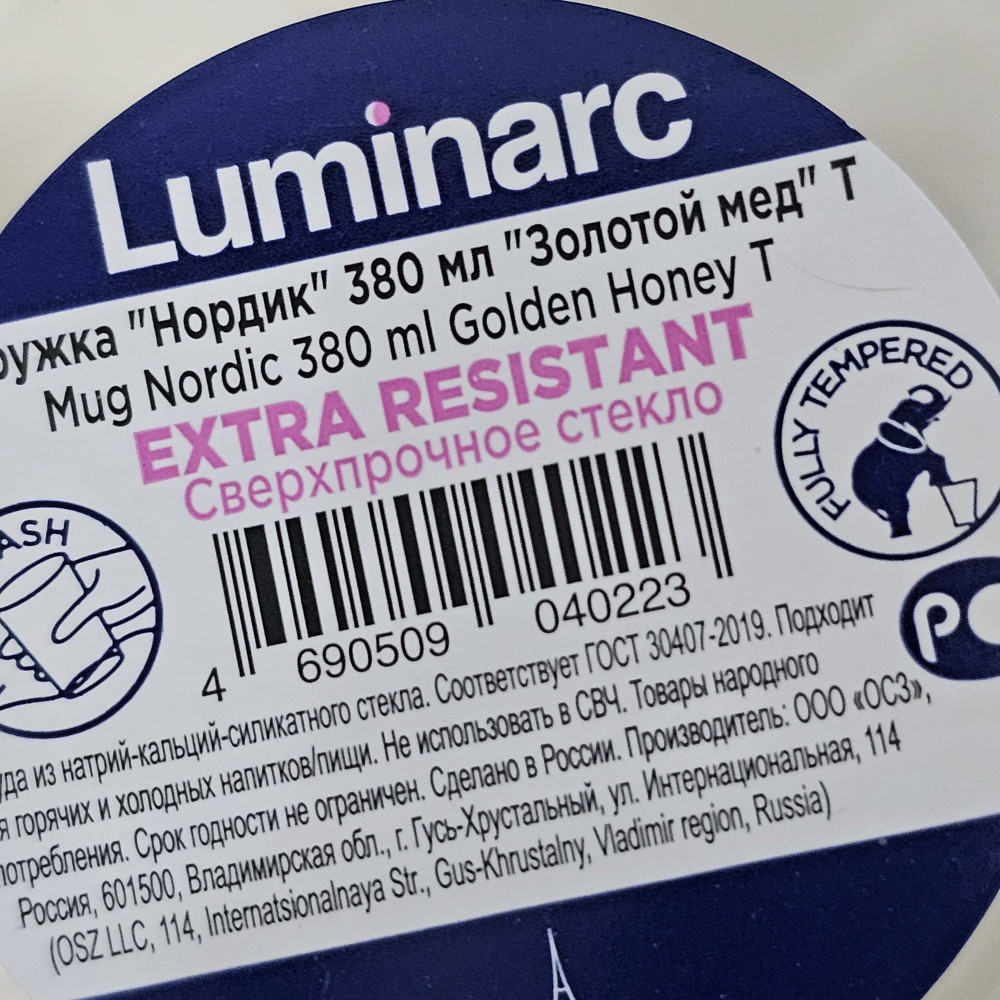 Luminarc
ружка "Нордик" 380 мл "Золотой мед" Т
Mug Nordic 380 ml Golden Honey T
EXTRA RESISTANT
Сверхпрочное стекло
FULLY TEMPERED
ASH
4 690509 040223
PC
уда из натрий-кальций-силикатного стекла. Соответствует ГОСТ 30407-2019. Подходит
я горячих и холодных напитков/пищи. Не использовать в СВЧ. Товары народного
потребления. Срок годности не ограничен. Сделано в России. Производитель: ООО «ОСЗ»,
Россия, 601500, Владимирская обл., г. Гусь-Хрустальный, ул. Интернациональная, 114
(OSZ LLC, 114, Internatsionalnaya Str., Gus-Khrustalny, Vladimir region, Russia)